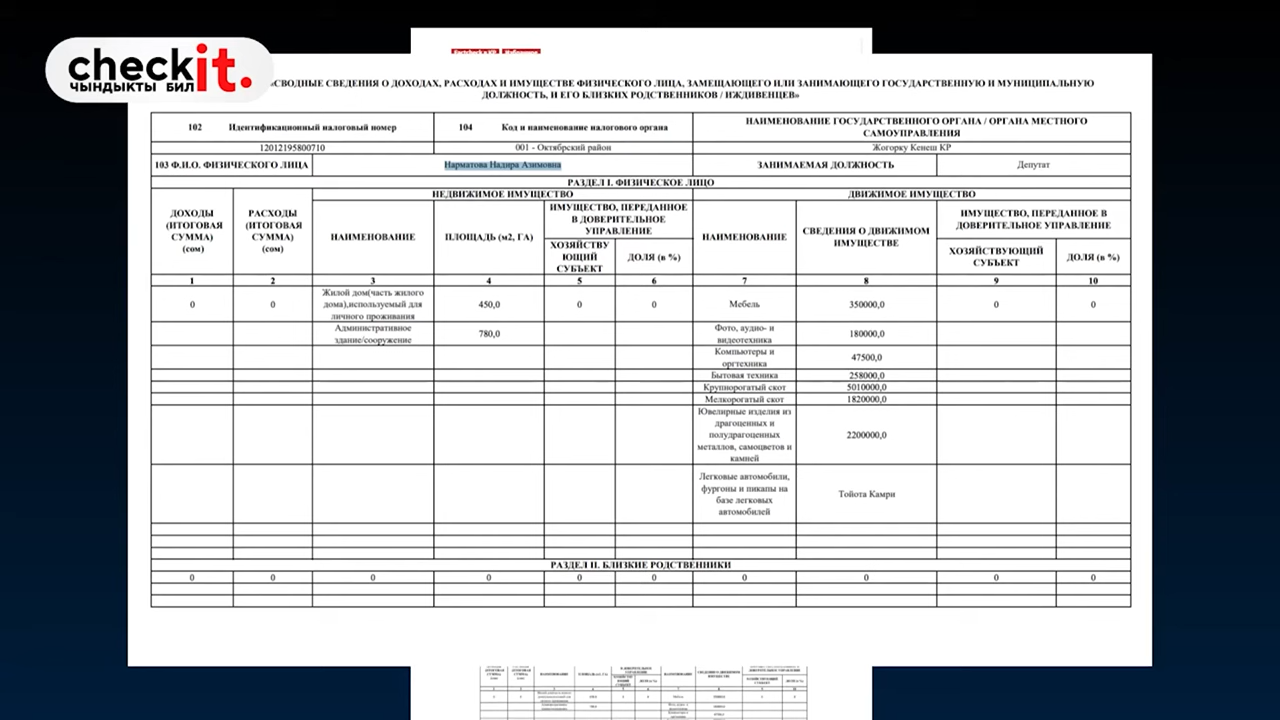 checkit.
ЧЫНДЫКТЫ БИЛ
«СВОДНЫЕ СВЕДЕНИЯ О ДОХОДАХ, РАСХОДАХ И ИМУЩЕСТВЕ ФИЗИЧЕСКОГО ЛИЦА, ЗАМЕЩАЮЩЕГО ИЛИ ЗАНИМАЮЩЕГО ГОСУДАРСТВЕННУЮ И МУНИЦИПАЛЬНУЮ
ДОЛЖНОСТЬ, И ЕГО БЛИЗКИХ РОДСТВЕННИКОВ / ИЖДИВЕНЦЕВ»
102 Идентификационный налоговый номер
104 Код и наименование налогового органа
НАИМЕНОВАНИЕ ГОСУДАРСТВЕННОГО ОРГАНА / ОРГАНА МЕСТНОГО
САМОУПРАВЛЕНИЯ
12012195800710
001 - Октябрский район
Жогорку Кенеш КР
103 Ф.И.О. ФИЗИЧЕСКОГО ЛИЦА
Нарматова Надира Азимовна
ЗАНИМАЕМАЯ ДОЛЖНОСТЬ
Депутат
РАЗДЕЛ I. ФИЗИЧЕСКОЕ ЛИЦО
НЕДВИЖИМОЕ ИМУЩЕСТВО
ДВИЖИМОЕ ИМУЩЕСТВО
ДОХОДЫ
(ИТОГОВАЯ
СУММА)
(сом)
РАСХОДЫ
(ИТОГОВАЯ
СУММА)
(сом)
НАИМЕНОВАНИЕ
ПЛОЩАДЬ (м2, ГА)
ИМУЩЕСТВО, ПЕРЕДАННОЕ
В ДОВЕРИТЕЛЬНОЕ
УПРАВЛЕНИЕ
ХОЗЯЙСТВУ
ЮЩИЙ
СУБЪЕКТ
ДОЛЯ (в %)
НАИМЕНОВАНИЕ
СВЕДЕНИЯ О ДВИЖИМОМ
ИМУЩЕСТВЕ
ИМУЩЕСТВО, ПЕРЕДАННОЕ В
ДОВЕРИТЕЛЬНОЕ УПРАВЛЕНИЕ
ХОЗЯЙСТВУЮЩИЙ
СУБЪЕКТ
ДОЛЯ (в %)
1 2 3 4 5 6 7 8 9 10
0
0
Жилой дом(часть жилого
дома),используемый для
личного проживания
450,0
0
0
Мебель
350000,0
0
0
Административное
здание/сооружение
780,0
Фото, аудио- и
видеотехника
180000,0
Компьютеры и
оргтехника
47500,0
Бытовая техника
258000,0
Крупнорогатый скот
5010000,0
Мелкорогатый скот
1820000,0
Ювелирные изделия из
драгоценных и
полудрагоценных
металлов, самоцветов и
камней
2200000,0
Легковые автомобили,
фургоны и пикапы на
базе легковых
автомобилей
Тойота Камри
РАЗДЕЛ II. БЛИЗКИЕ РОДСТВЕННИКИ
0 0 0 0 0 0 0 0 0 0